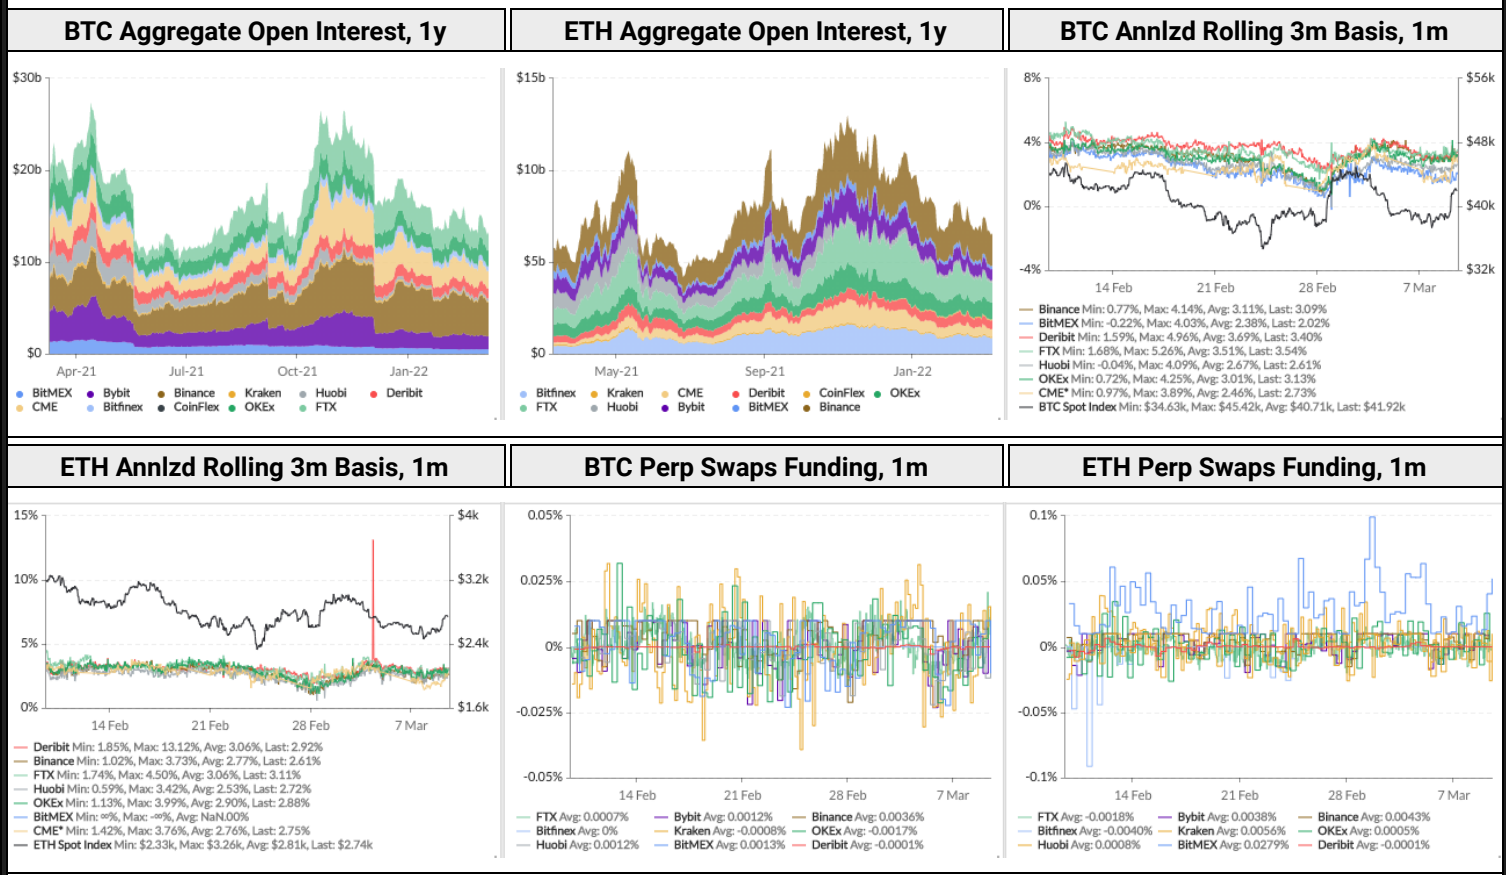 BTC Aggregate Open Interest, 1y
$30b
$20b
$10b
$0
Apr-21 Jul-21 Oct-21 Jan-22
BitMEX Bybit Binance Kraken Huobi Deribit
CME Bitfinex CoinFlex OKEx FTX
ETH Aggregate Open Interest, 1y
$15b
$10b
$5b
$0
May-21 Sep-21 Jan-22
Bitfinex Kraken CME Deribit CoinFlex OKEx
FTX Huobi Bybit BitMEX Binance
BTC Annlzd Rolling 3m Basis, 1m
8% $56k
4% $48k
0% $40k
-4% $32k
14 Feb 21 Feb 28 Feb 7 Mar
Binance Min: 0.77%, Max: 4.14%, Avg: 3.11%, Last: 3.09%
BitMEX Min: -0.22%, Max: 4.03%, Avg: 2.38%, Last: 2.02%
Deribit Min: 1.59%, Max: 4.96%, Avg: 3.69%, Last: 3.40%
FTX Min: 1.68%, Max: 5.26%, Avg: 3.51%, Last: 3.54%
Huobi Min: -0.04%, Max: 4.09%, Avg: 2.67%, Last: 2.61%
OKEx Min: 0.72%, Max: 4.25%, Avg: 3.01%, Last: 3.13%
CME* Min: 0.97%, Max: 3.89%, Avg: 2.46%, Last: 2.73%
BTC Spot Index Min: $34.63k, Max: $45.42k, Avg: $40.71k, Last: $41.92k
ETH Annlzd Rolling 3m Basis, 1m
15% $4k
10% $3.2k
5% $2.4k
0% $1.6k
14 Feb 21 Feb 28 Feb 7 Mar
Deribit Min: 1.85%, Max: 13.12%, Avg: 3.06%, Last: 2.92%
Binance Min: 1.02%, Max: 3.73%, Avg: 2.77%, Last: 2.61%
FTX Min: 1.74%, Max: 4.50%, Avg: 3.06%, Last: 3.11%
Huobi Min: 0.59%, Max: 3.42%, Avg: 2.53%, Last: 2.72%
OKEx Min: 1.13%, Max: 3.99%, Avg: 2.90%, Last: 2.88%
BitMEX Min: ∞%, Max: -∞%, Avg: NaN.00%
CME* Min: 1.42%, Max: 3.76%, Avg: 2.76%, Last: 2.75%
ETH Spot Index Min: $2.33k, Max: $3.26k, Avg: $2.81k, Last: $2.74k
BTC Perp Swaps Funding, 1m
0.05%
0.025%
0%
-0.025%
-0.05%
14 Feb 21 Feb 28 Feb 7 Mar
FTX Avg: 0.0007% Bybit Avg: 0.0012% Binance Avg: 0.0036%
Bitfinex Avg: 0% Kraken Avg: -0.0008% OKEx Avg: -0.0017%
Huobi Avg: 0.0012% BitMEX Avg: 0.0013% Deribit Avg: -0.0001%
ETH Perp Swaps Funding, 1m
0.1%
0.05%
0%
-0.05%
-0.1%
14 Feb 21 Feb 28 Feb 7 Mar
FTX Avg: -0.0018% Bybit Avg: 0.0038% Binance Avg: 0.0043%
Bitfinex Avg: -0.0040% Kraken Avg: 0.0056% OKEx Avg: 0.0005%
Huobi Avg: 0.0008% BitMEX Avg: 0.0279% Deribit Avg: -0.0001%